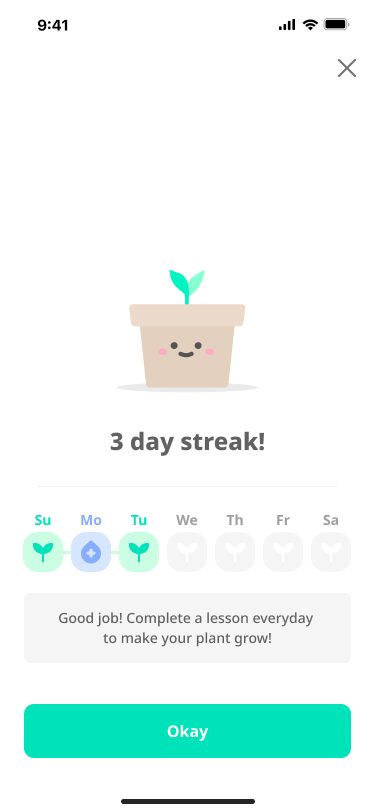 9:41
3 day streak!
Su Mo Tu We Th Fr Sa
Good job! Complete a lesson everyday
to make your plant grow!
Okay